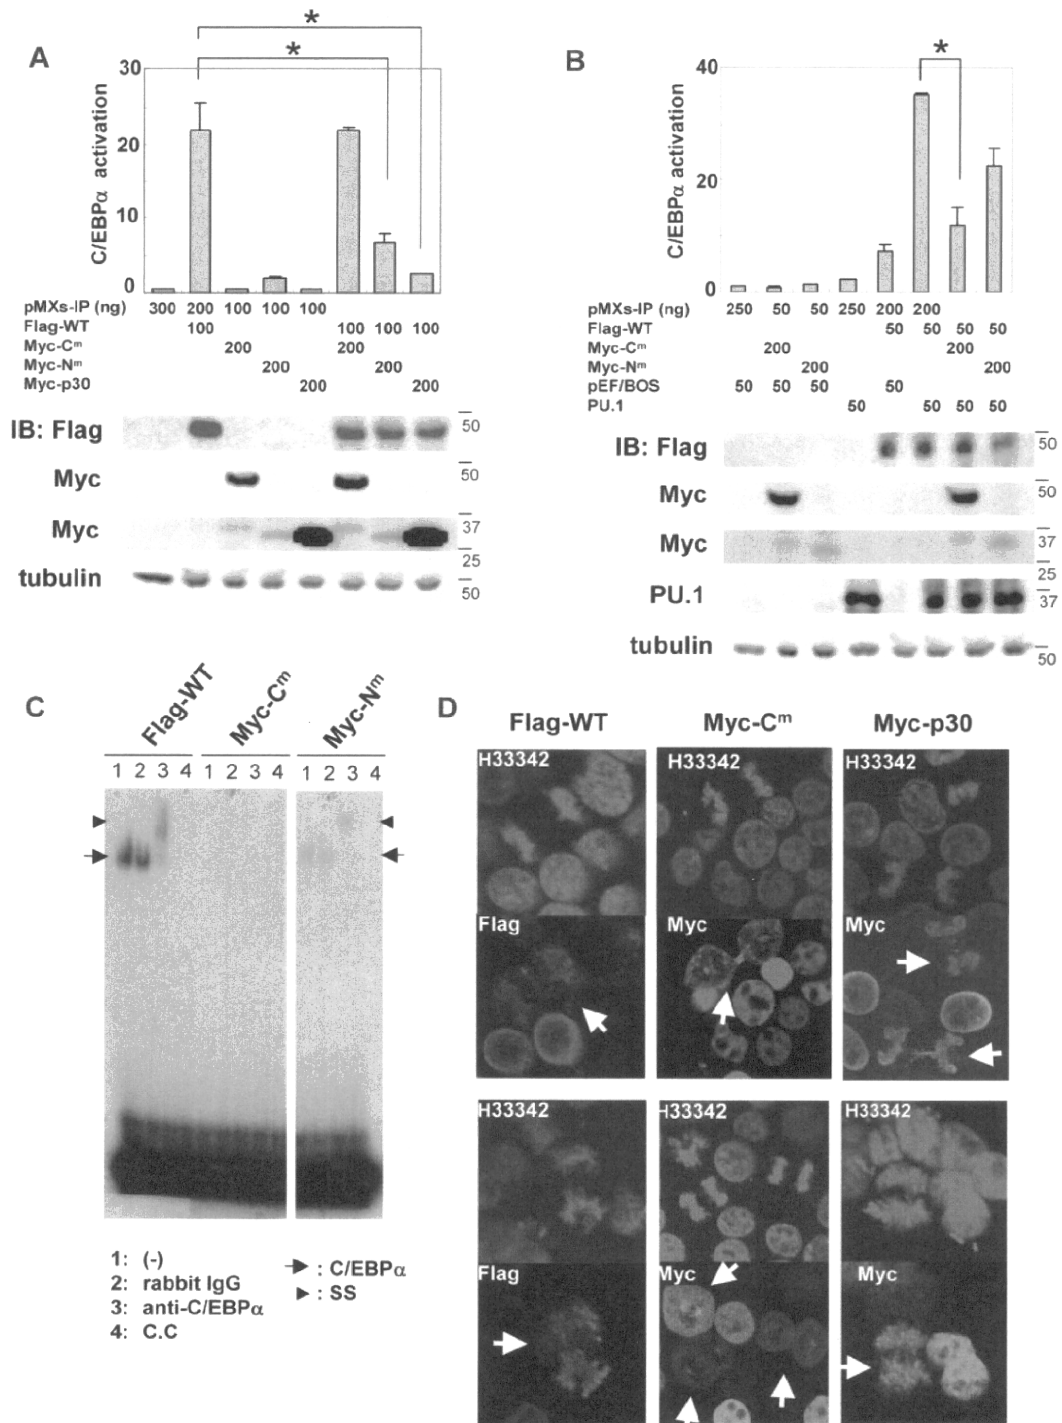 A
*
*
C/EBPα activation
30
20
10
0
pMXs-IP (ng) 300 200 100 100 100 100 100 100
Flag-WT 100 100 100 100
Myc-Cᵐ 200 200
Myc-Nᵐ 200 200
Myc-p30 200 200
IB: Flag 50
Myc 50
Myc 37
25
tubulin 50
B
*
C/EBPα activation
40
20
0
pMXs-IP (ng) 250 50 50 250 200 200
Flag-WT 50 50 50 50
Myc-Cᵐ 200 200
Myc-Nᵐ 200 200
pEF/BOS 50 50 50 50
PU.1 50 50 50 50
IB: Flag 50
Myc 50
Myc 37
25
PU.1 37
tubulin 50
C
Flag-WT Myc-Cᵐ Myc-Nᵐ
1 2 3 4 1 2 3 4 1 2 3 4
1: (-)
2: rabbit IgG
3: anti-C/EBPα
4: C.C
: C/EBPα
: SS
D
Flag-WT Myc-Cᵐ Myc-p30
H33342 H33342 H33342
Flag Myc Myc
H33342 H33342 H33342
Flag Myc Myc